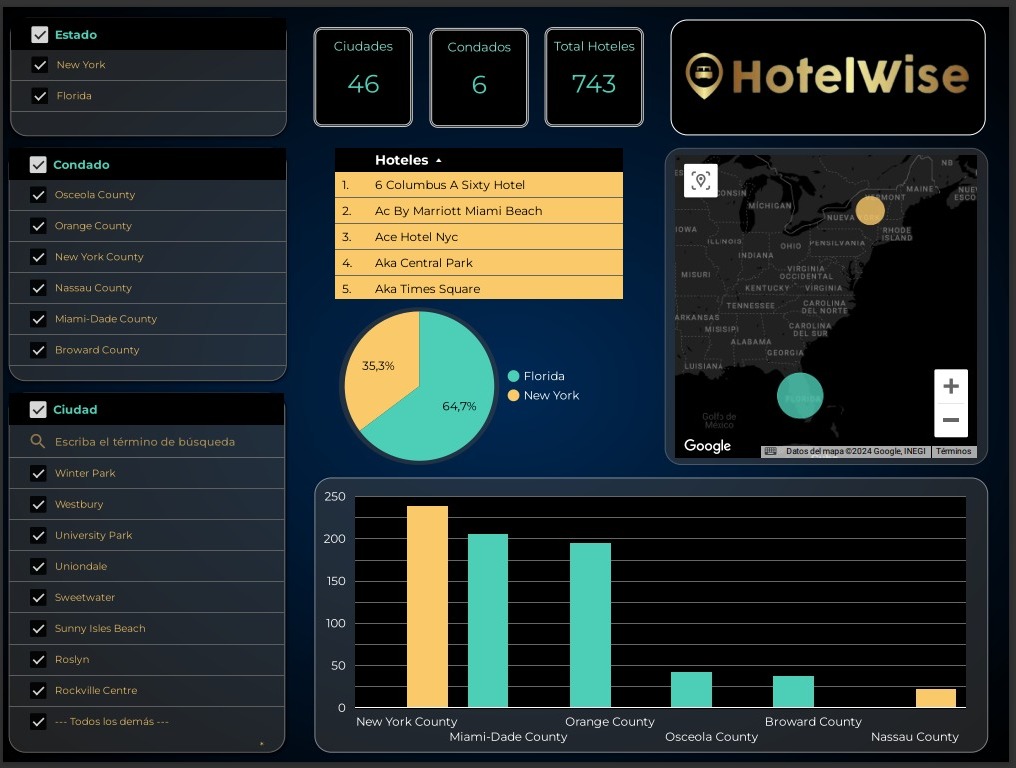 Estado
New York
Florida
Condado
Osceola County
Orange County
New York County
Nassau County
Miami-Dade County
Broward County
Ciudad
Escriba el término de búsqueda
Winter Park
Westbury
University Park
Uniondale
Sweetwater
Sunny Isles Beach
Roslyn
Rockville Centre
--- Todos los demás ---
Ciudades
46
Condados
6
Total Hoteles
743
HotelWise
Hoteles
1. 6 Columbus A Sixty Hotel
2. Ac By Marriott Miami Beach
3. Ace Hotel Nyc
4. Aka Central Park
5. Aka Times Square
35,3%
64,7%
Florida
New York
NB
MAINE
VERMONT
NUEVA
ESCO
CONSIN
MÍCHIGAN
NUEVA
RHODE
ISLAND
IOWA
ILLINOIS
OHIO
PENSILVANIA
INDIANA
MISURI
VIRGINIA
OCCIDENTAL
KENTUCKY
VIRGINIA
TENNESSEE
CAROLINA
DEL NORTE
ARKANSAS
MISISIPI
CAROLINA
DEL SUR
ALABAMA
GEORGIA
LUISIANA
FLORIDA
Golfo de
México
Google
Datos del mapa ©2024 Google, INEGI
Términos
250
200
150
100
50
0
New York County
Miami-Dade County
Orange County
Osceola County
Broward County
Nassau County